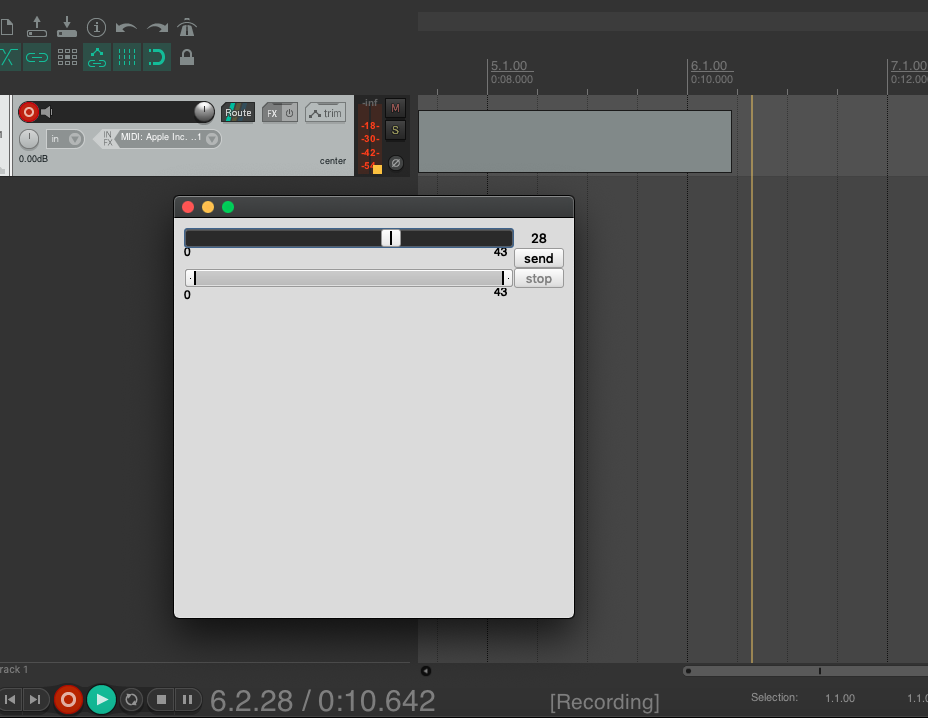 5.1.00 6.1.00 7.1.00
0:08.000 0:10.000 0:12.000
Route FX trim
-inf M
in IN FX MIDI: Apple Inc. ..1
-18-
S
-30-
-42-
-54-
0.00dB center
28
0 43
send
stop
0 43
rack 1
6.2.28 / 0:10.642 [Recording] Selection: 1.1.00 1.1.0